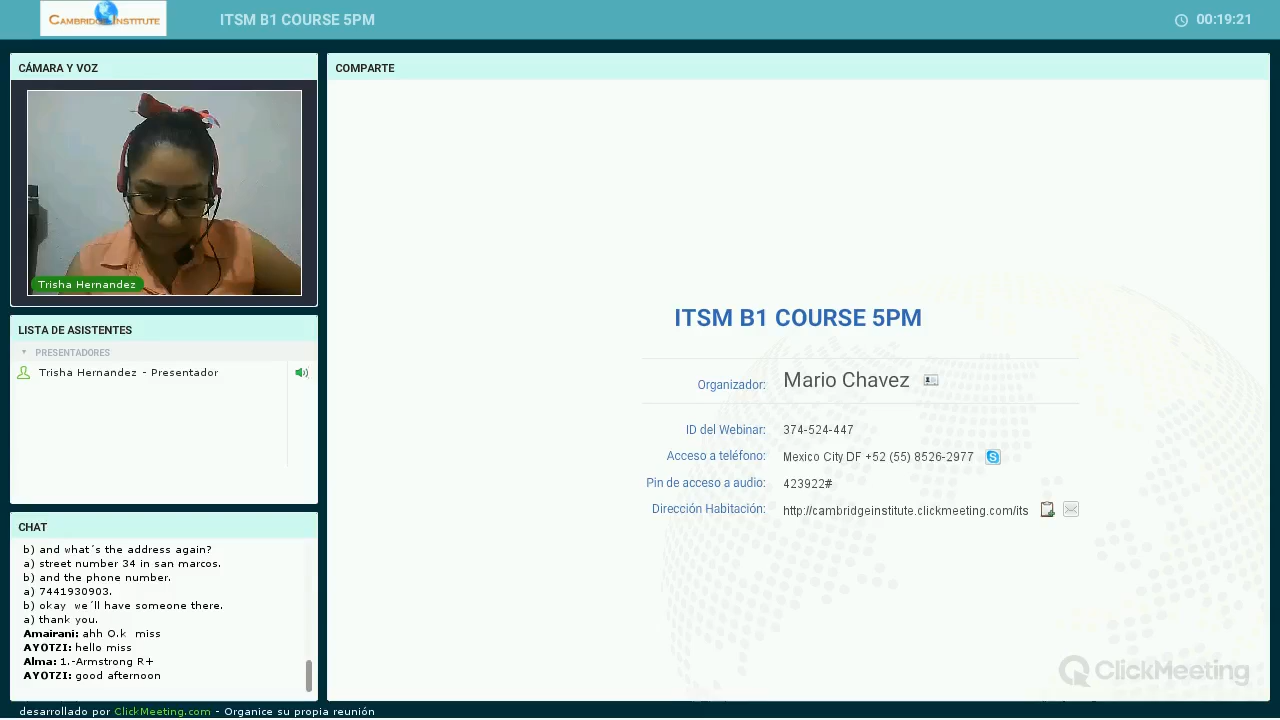 CAMBRIDGE INSTITUTE
ITSM B1 COURSE 5PM
00:19:21
CÁMARA Y VOZ
Trisha Hernandez
COMPARTE
LISTA DE ASISTENTES
PRESENTADORES
Trisha Hernandez - Presentador
CHAT
b) and what´s the address again?
a) street number 34 in san marcos.
b) and the phone number.
a) 7441930903.
b) okay we´ll have someone there.
a) thank you.
Amairani: ahh O.k miss
AYOTZI: hello miss
Alma: 1.-Armstrong R+
AYOTZI: good afternoon
ITSM B1 COURSE 5PM
Organizador: Mario Chavez
ID del Webinar: 374-524-447
Acceso a teléfono: Mexico City DF +52 (55) 8526-2977
Pin de acceso a audio: 423922#
Dirección Habitación: http://cambridgeinstitute.clickmeeting.com/its
ClickMeeting
desarrollado por ClickMeeting.com - Organice su propia reunión